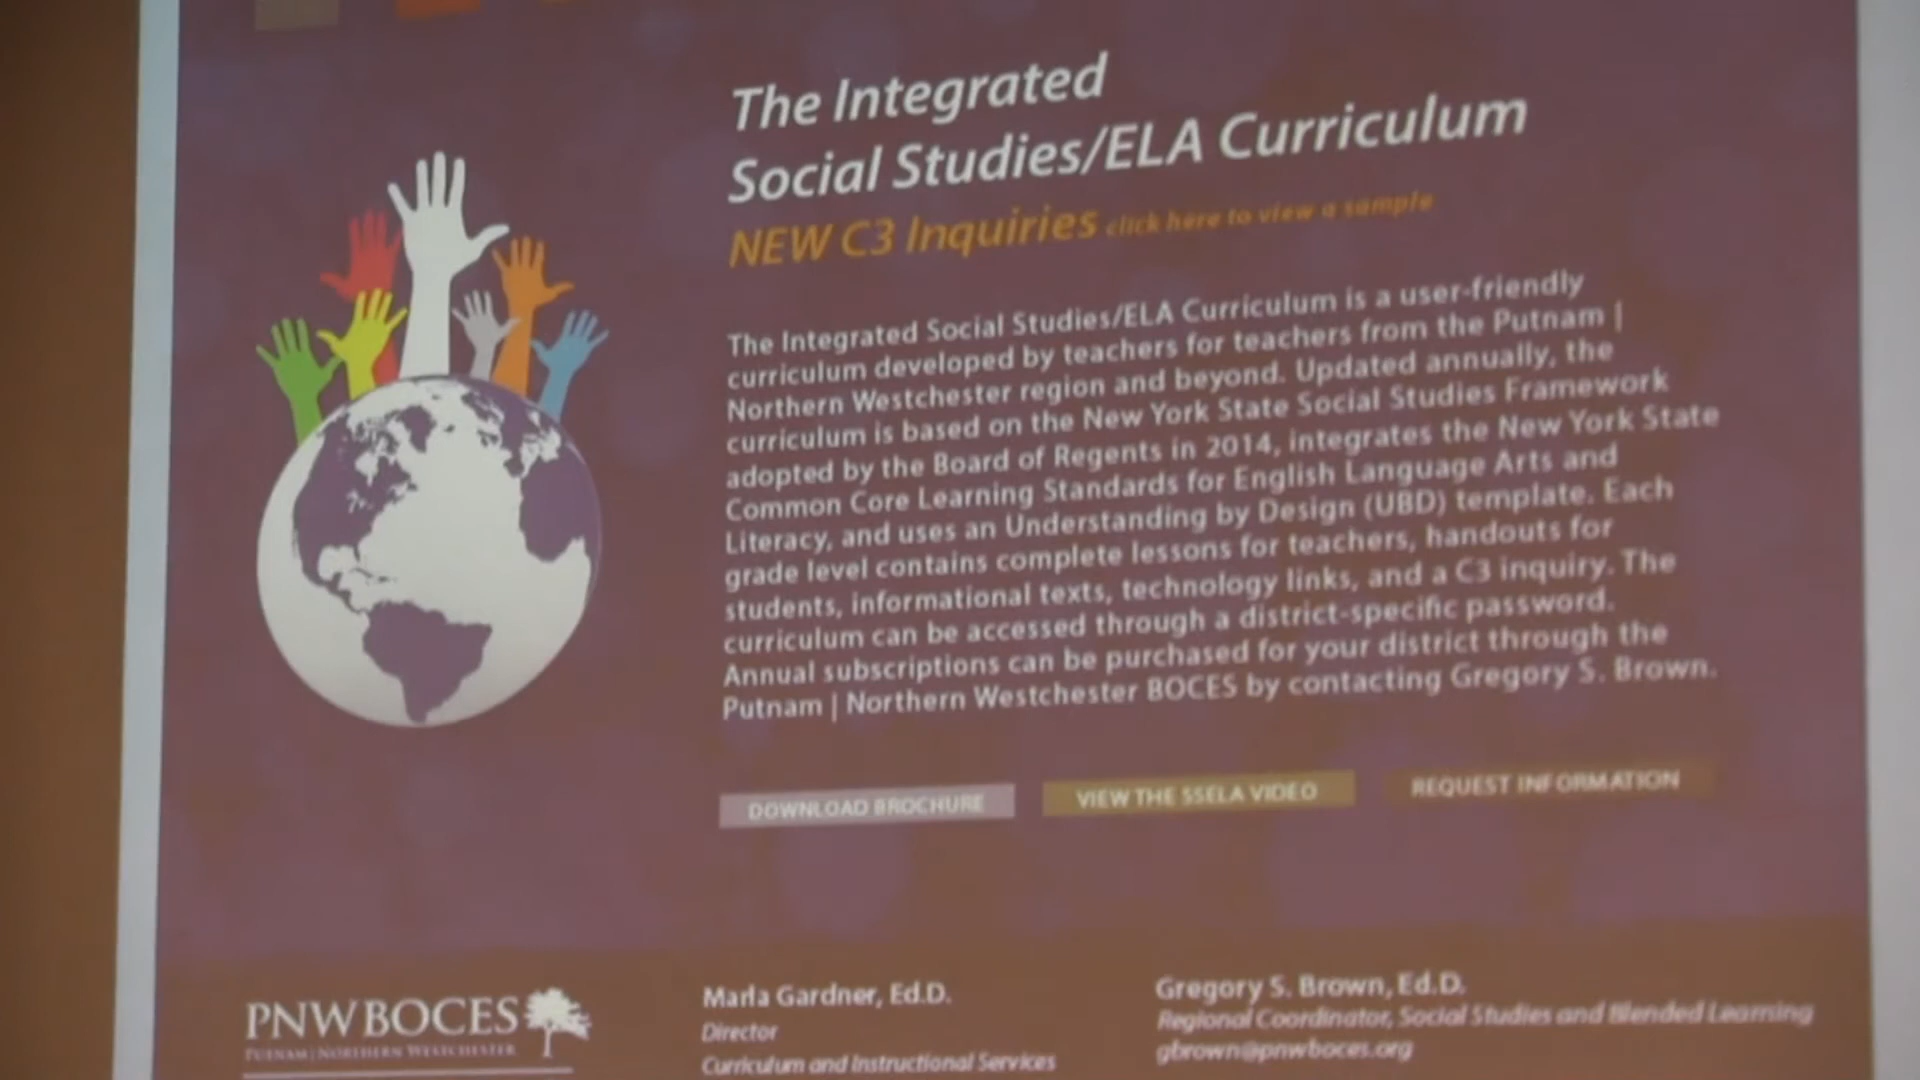 The Integrated
Social Studies/ELA Curriculum
NEW C3 Inquiries click here to view a sample
The Integrated Social Studies/ELA Curriculum is a user-friendly
curriculum developed by teachers for teachers from the Putnam |
Northern Westchester region and beyond. Updated annually, the
curriculum is based on the New York State Social Studies Framework
adopted by the Board of Regents in 2014, integrates the New York State
Common Core Learning Standards for English Language Arts and
Literacy, and uses an Understanding by Design (UBD) template. Each
grade level contains complete lessons for teachers, handouts for
students, informational texts, technology links, and a C3 inquiry. The
curriculum can be accessed through a district-specific password.
Annual subscriptions can be purchased for your district through the
Putnam | Northern Westchester BOCES by contacting Gregory S. Brown.
DOWNLOAD BROCHURE
VIEW THE SSELA VIDEO
REQUEST INFORMATION
PNW BOCES
PUTNAM | NORTHERN WESTCHESTER
Marla Gardner, Ed.D.
Director
Curriculum and Instructional Services
Gregory S. Brown, Ed.D.
Regional Coordinator, Social Studies and Blended Learning
gbrown@pnwboces.org